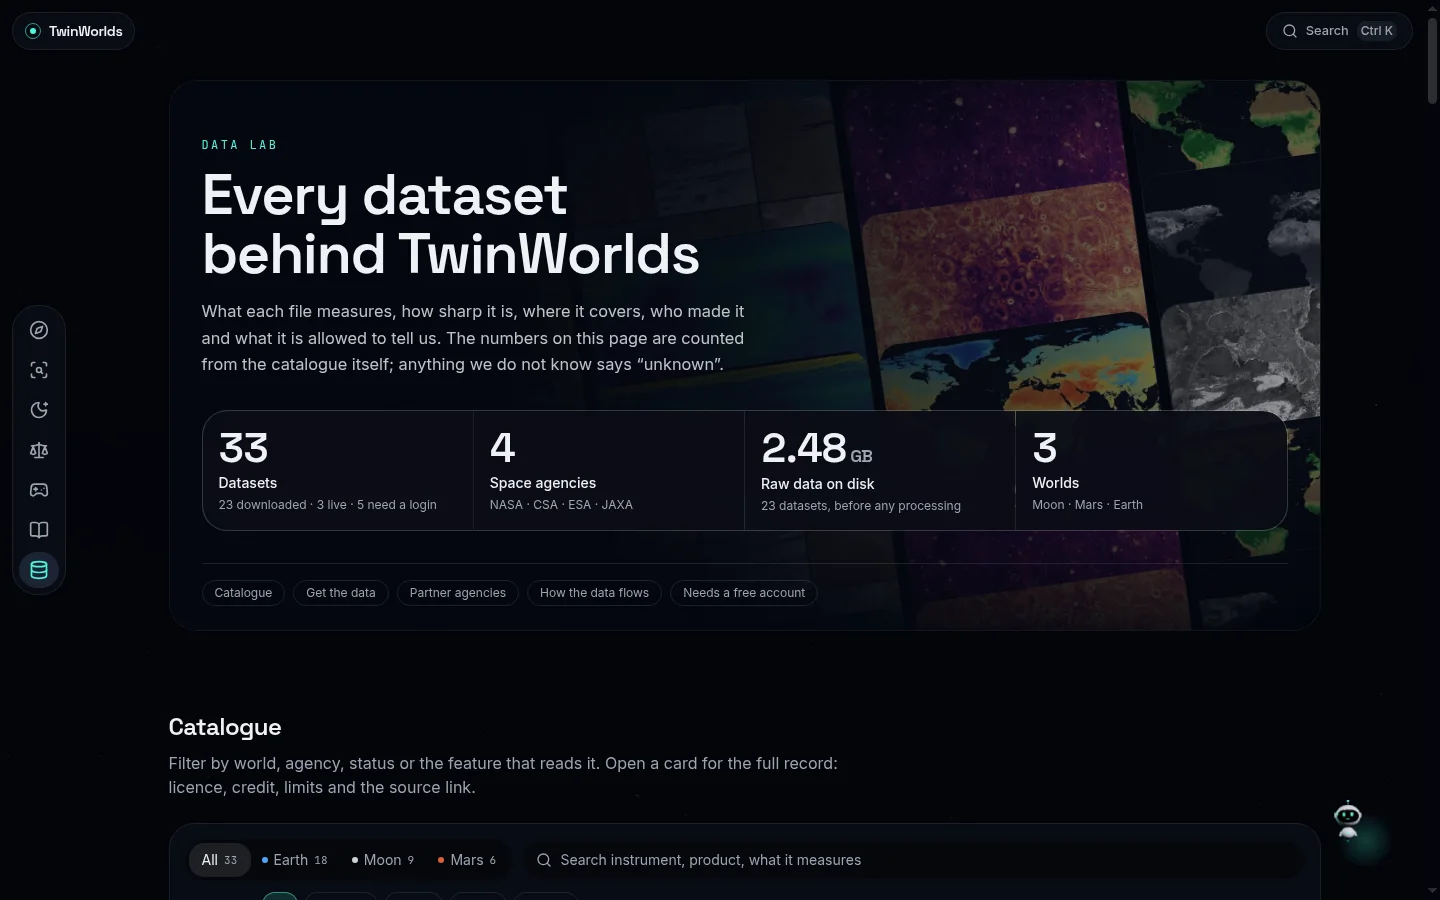 TwinWorlds
Search Ctrl K
DATA LAB
Every dataset
behind TwinWorlds
What each file measures, how sharp it is, where it covers, who made it
and what it is allowed to tell us. The numbers on this page are counted
from the catalogue itself; anything we do not know says “unknown”.
33
Datasets
23 downloaded · 3 live · 5 need a login
4
Space agencies
NASA · CSA · ESA · JAXA
2.48 GB
Raw data on disk
23 datasets, before any processing
3
Worlds
Moon · Mars · Earth
Catalogue
Get the data
Partner agencies
How the data flows
Needs a free account
Catalogue
Filter by world, agency, status or the feature that reads it. Open a card for the full record:
licence, credit, limits and the source link.
All 33
Earth 18
Moon 9
Mars 6
Search instrument, product, what it measures